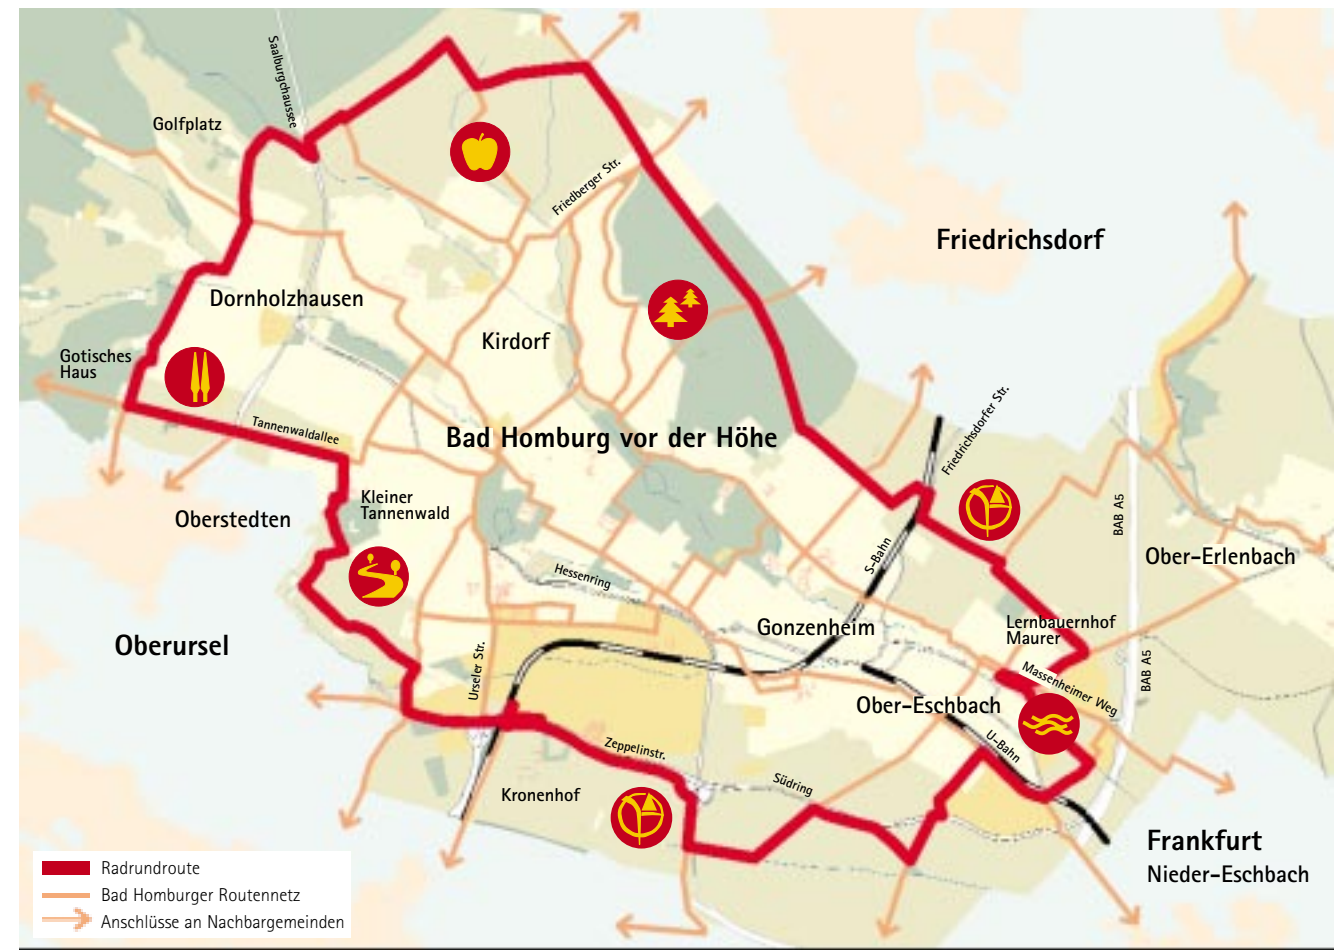 Saalburgchaussee
Golfplatz
Friedberger Str.
Friedrichsdorf
Dornholzhausen
Kirdorf
Gotisches
Haus
Tannenwaldallee
Bad Homburg vor der Höhe
Friedrichsdorfer Str.
Kleiner
Tannenwald
Oberstedten
BAB A5
Ober-Erlenbach
S-Bahn
Hessenring
Gonzenheim
Lernbauernhof
Maurer
Oberursel
Urseler Str.
Massenheimer Weg
BAB A5
Ober-Eschbach
U-Bahn
Zeppelinstr.
Südring
Kronenhof
Frankfurt
Nieder-Eschbach
Radrundroute
Bad Homburger Routennetz
Anschlüsse an Nachbargemeinden